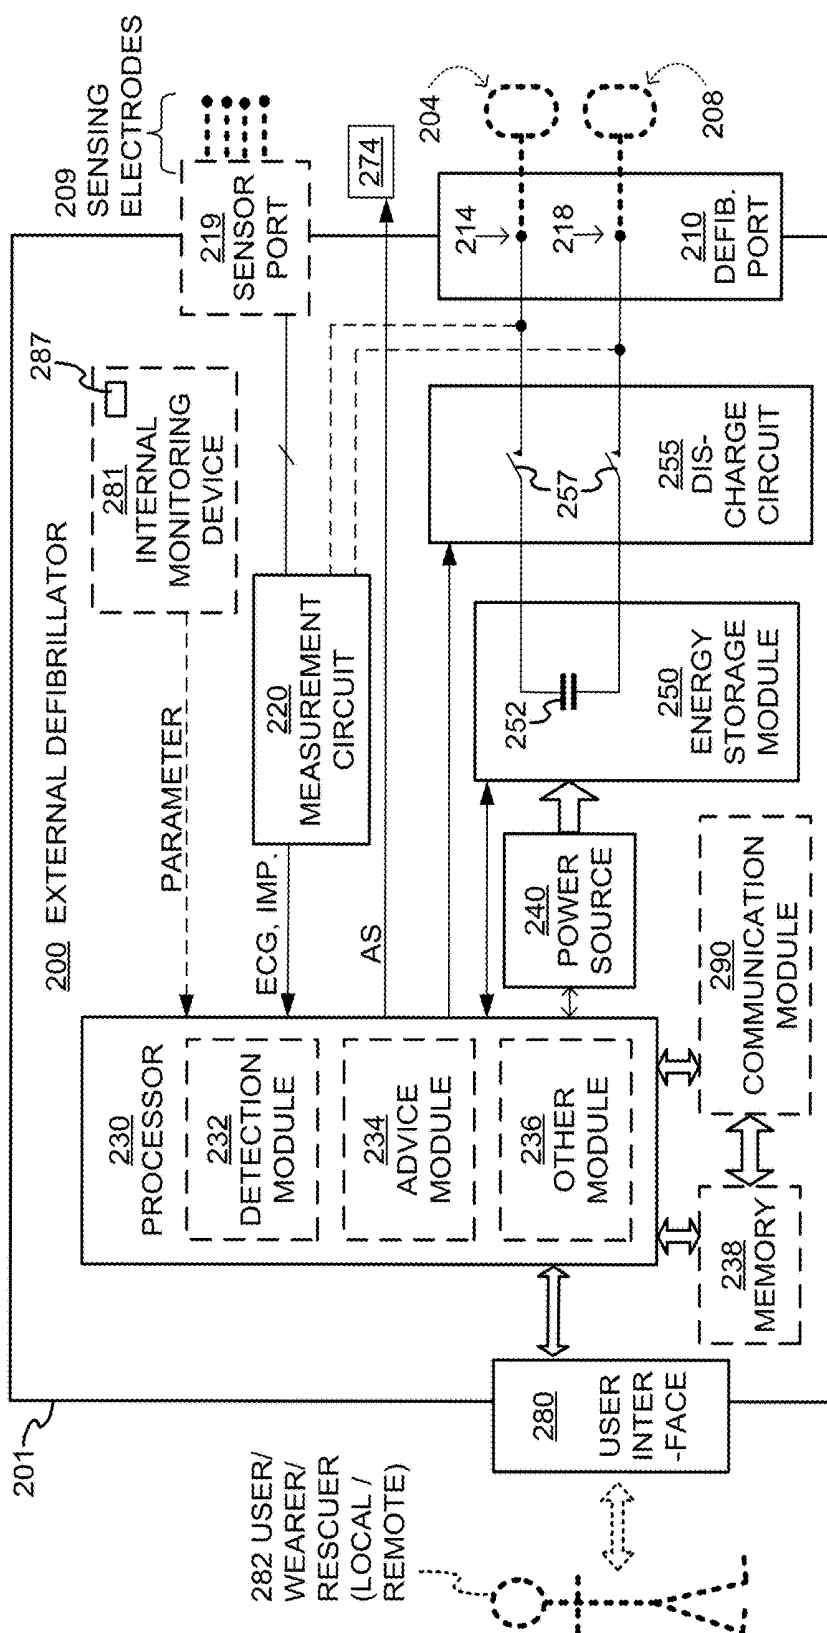 201
200 EXTERNAL DEFIBRILLATOR
209
SENSING
ELECTRODES
287
281
INTERNAL
MONITORING
DEVICE
219
SENSOR
PORT
PARAMETER
230
PROCESSOR
232
DETECTION
MODULE
ECG, IMP.
220
MEASUREMENT
CIRCUIT
274
AS
234
ADVICE
MODULE
236
OTHER
MODULE
282 USER/
WEARER/
RESCUER
(LOCAL /
REMOTE)
280
USER
INTER
-FACE
240
POWER
SOURCE
252
250
ENERGY
STORAGE
MODULE
257
255
DIS-
CHARGE
CIRCUIT
214
218
210
DEFIB.
PORT
204
208
238
MEMORY
290
COMMUNICATION
MODULE